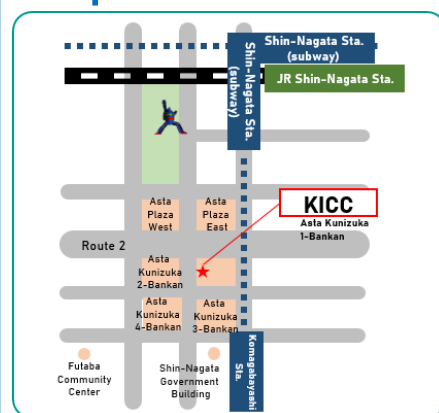 Shin-Nagata Sta.
(subway)
Shin-Nagata Sta.
(subway)
JR Shin-Nagata Sta.
KICC
Asta Kunizuka
1-Bankan
Asta
Plaza
West
Asta
Plaza
East
Route 2
Asta
Kunizuka
2-Bankan
Asta
Kunizuka
4-Bankan
Asta
Kunizuka
3-Bankan
Komagabayashi
Sta.
Futaba
Community
Center
Shin-Nagata
Government
Building